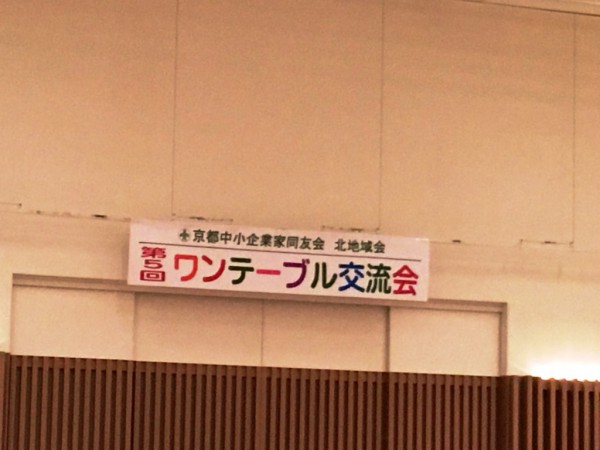 京都中小企業家同友会 北地域会
第5回 ワンテーブル交流会